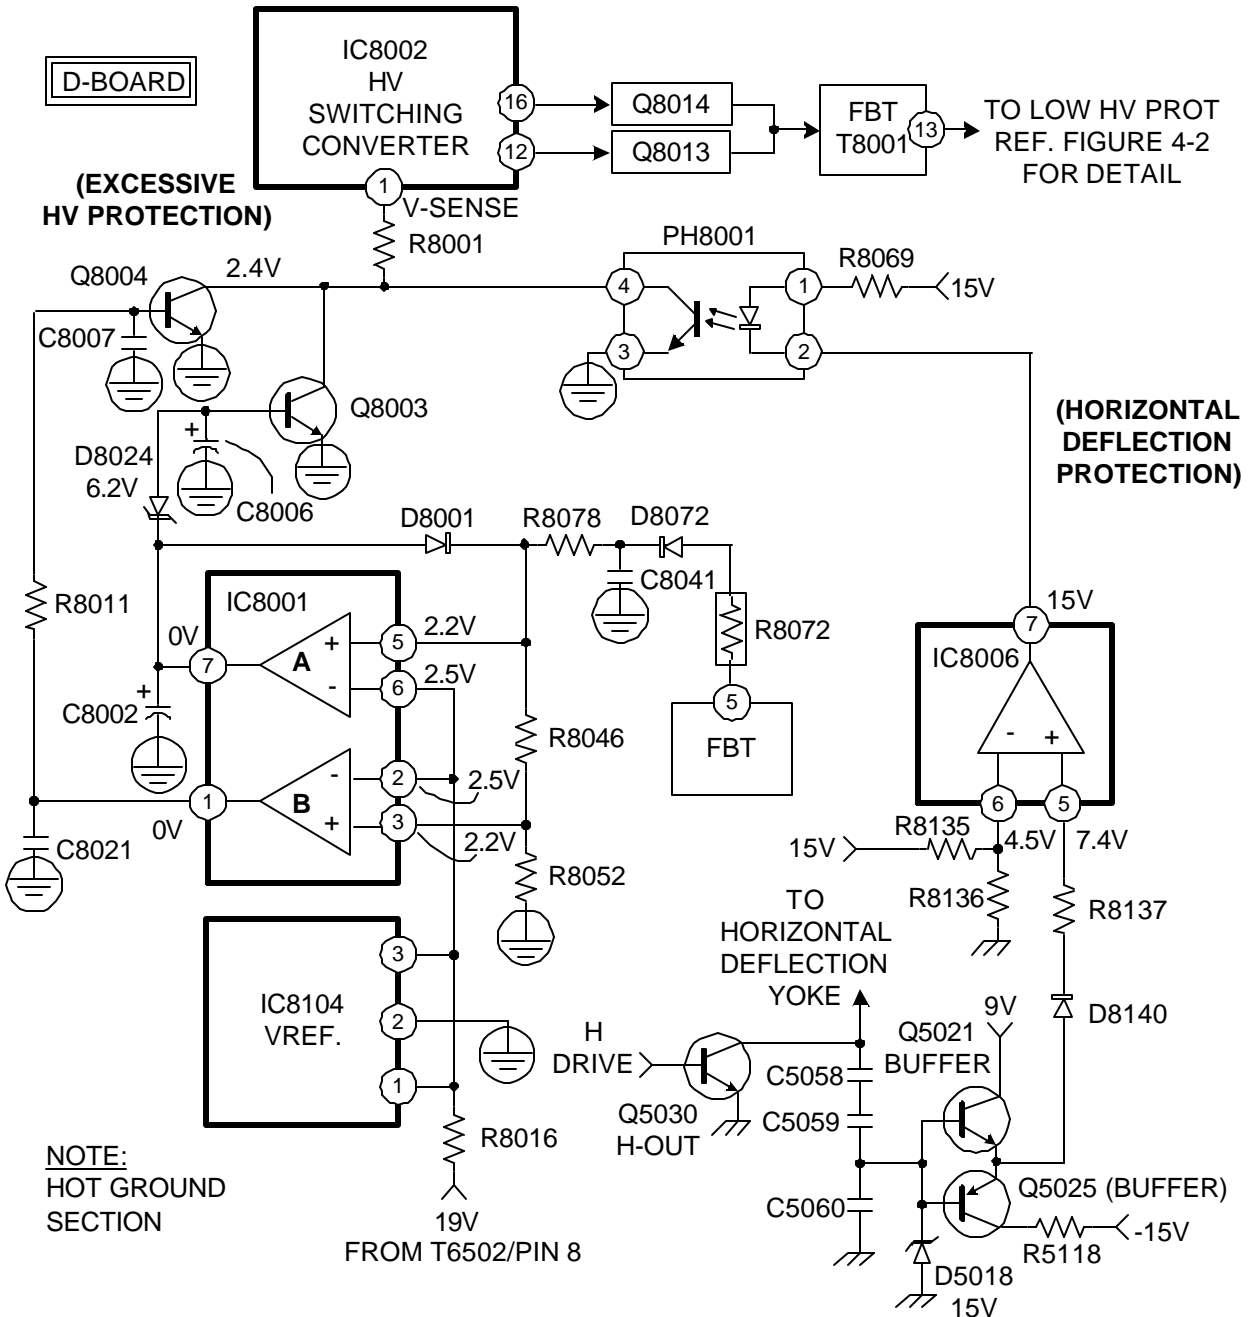 D-BOARD
IC8002
HV
SWITCHING
CONVERTER
16
12
1
V-SENSE
Q8014
Q8013
FBT
T8001
13
TO LOW HV PROT
REF. FIGURE 4-2
FOR DETAIL
(EXCESSIVE
HV PROTECTION)
R8001
Q8004
2.4V
PH8001
4
3
1
2
R8069
15V
C8007
Q8003
+
D8024
6.2V
C8006
(HORIZONTAL
DEFLECTION
PROTECTION)
D8001
R8078
D8072
C8041
R8072
5
FBT
R8011
IC8001
0V
7
A
+
-
5
2.2V
6
2.5V
+
C8002
R8046
B
-
+
2
2.5V
3
2.2V
1
0V
C8021
R8052
15V
7
IC8006
-
+
6
5
4.5V
7.4V
R8135
15V
R8136
R8137
IC8104
VREF.
3
2
1
R8016
19V
FROM T6502/PIN 8
TO
HORIZONTAL
DEFLECTION
YOKE
H
DRIVE
Q5030
H-OUT
C5058
C5059
C5060
Q5021
BUFFER
9V
D8140
Q5025 (BUFFER)
R5118
-15V
D5018
15V
NOTE:
HOT GROUND
SECTION